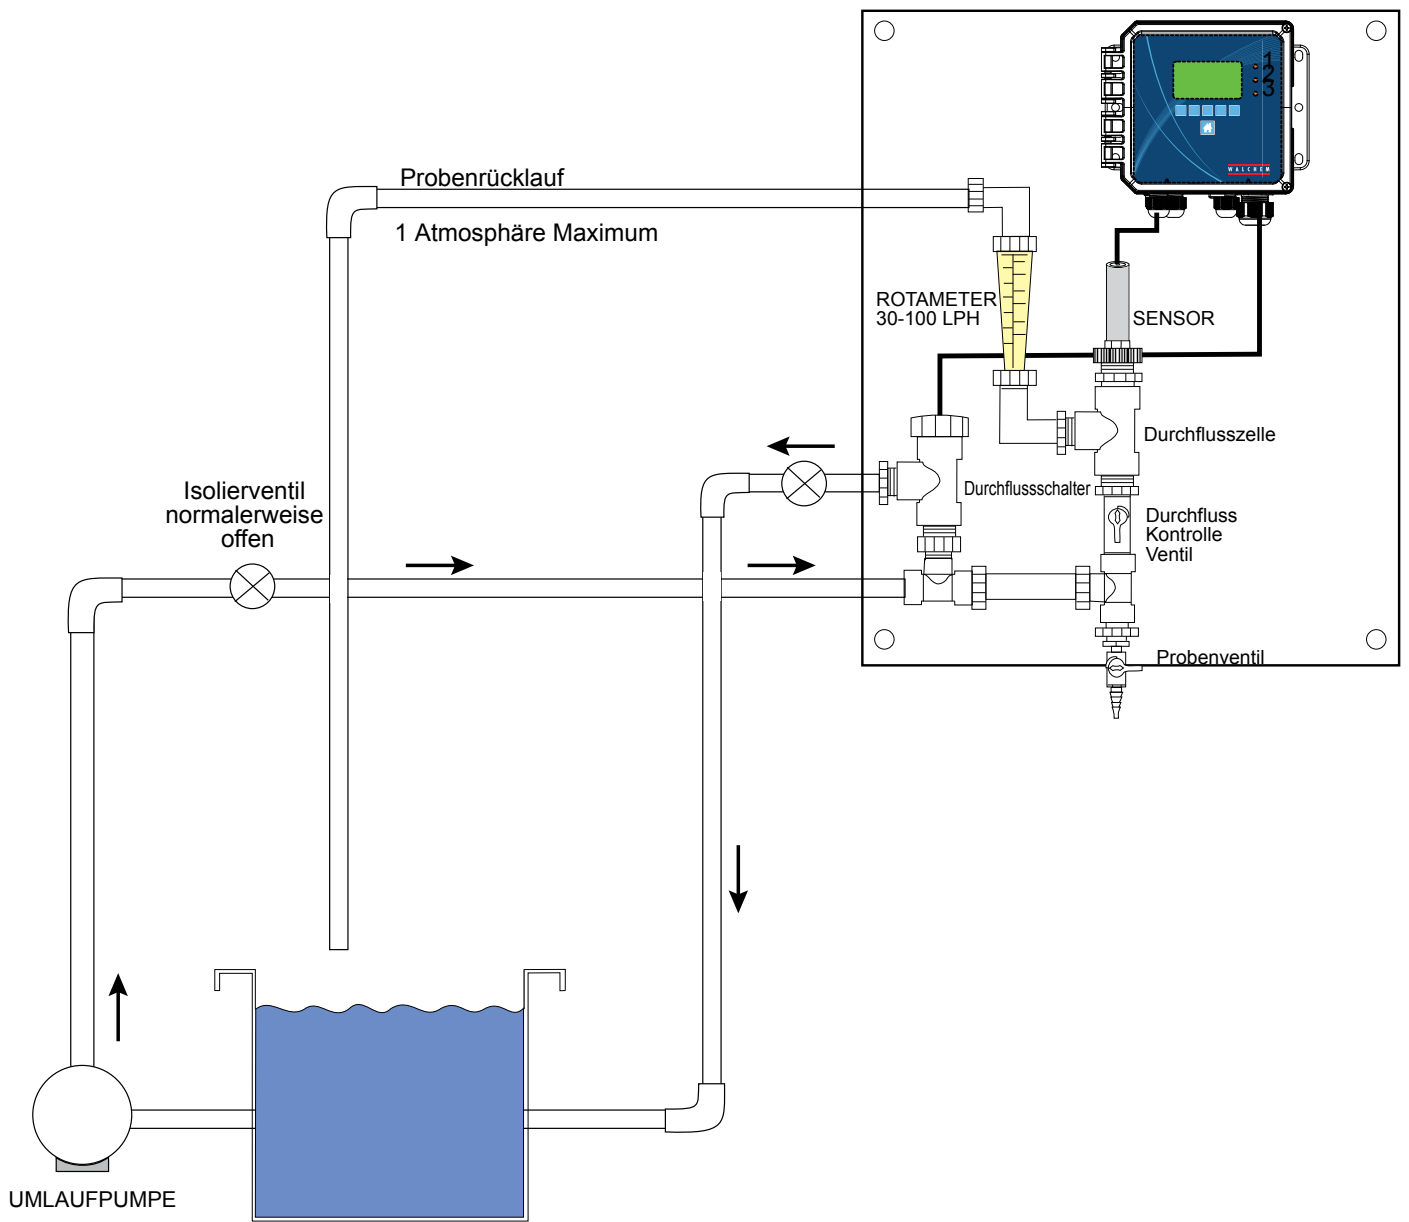 1
2
3
WALCHEM
Probenrücklauf
1 Atmosphäre Maximum
ROTAMETER
30-100 LPH
SENSOR
Durchflusszelle
Isolierventil
normalerweise
offen
Durchflussschalter
Durchfluss
Kontrolle
Ventil
Probenventil
UMLAUFPUMPE